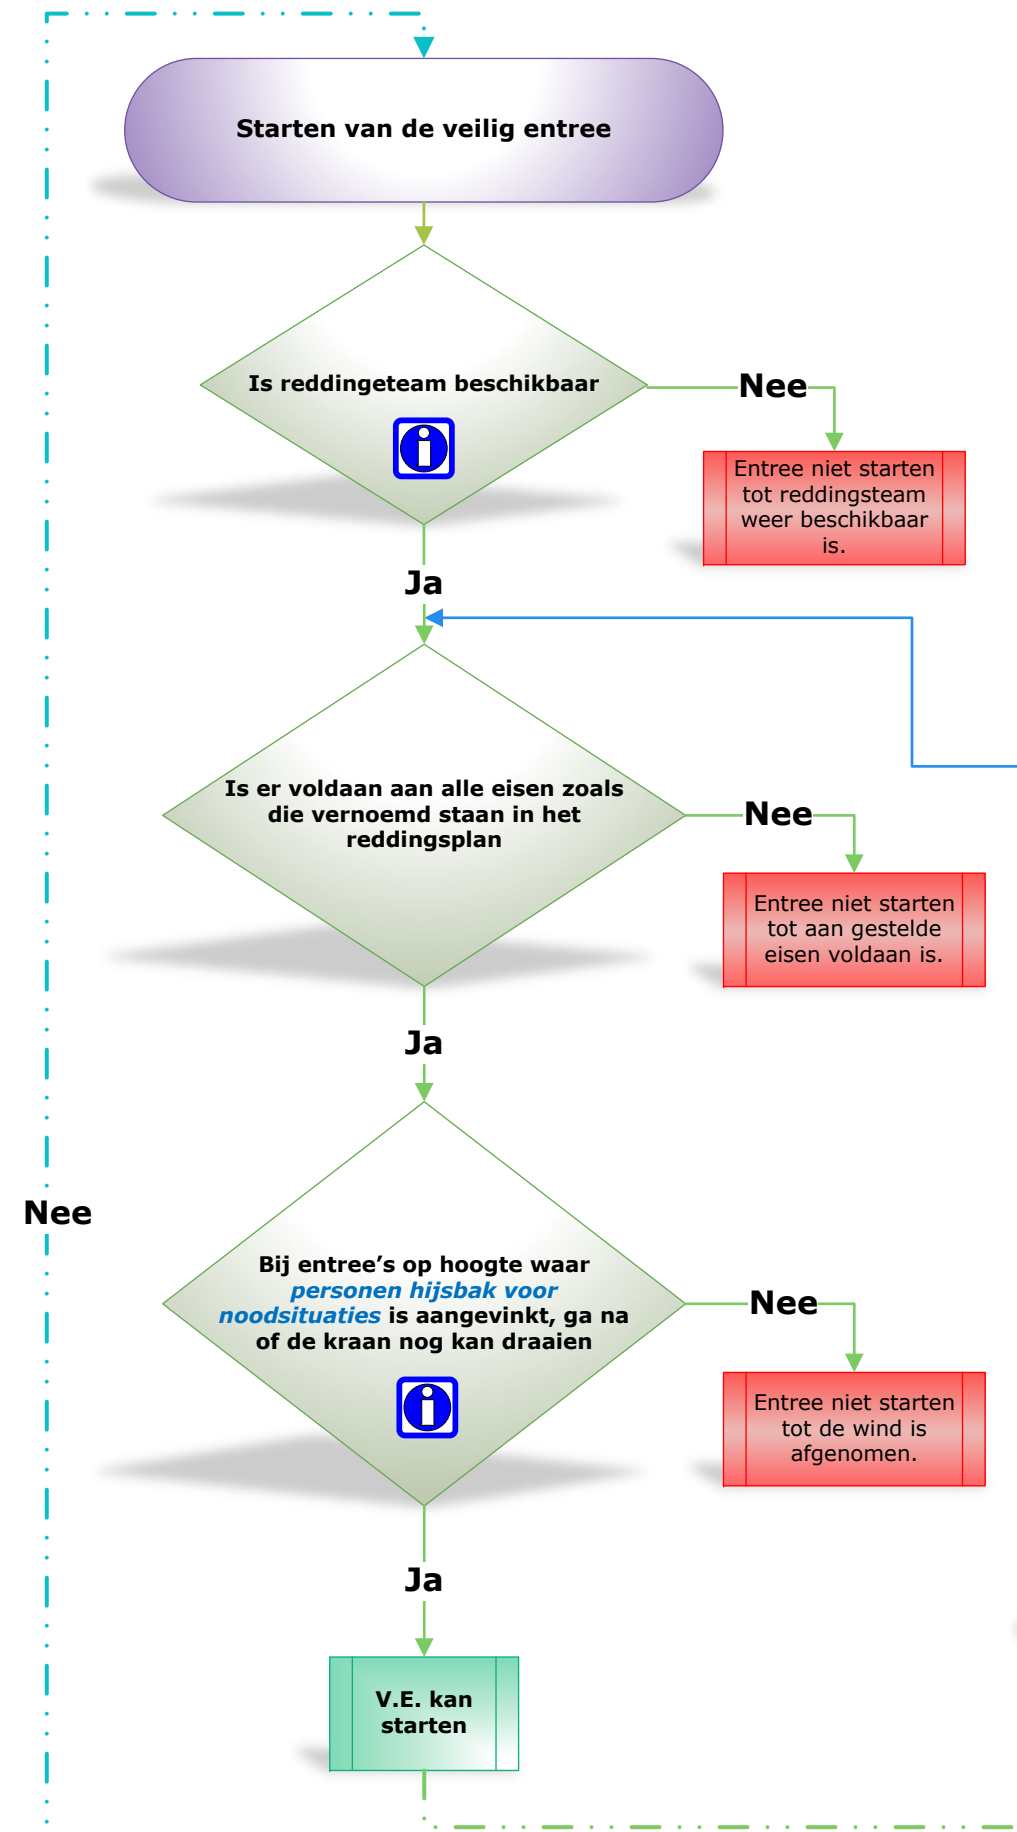 Starten van de veilig entree
Is reddingeteam beschikbaar
Nee
Entree niet starten
tot reddingsteam
weer beschikbaar
is.
Ja
Is er voldaan aan alle eisen zoals
die vernoemd staan in het
reddingsplan
Nee
Entree niet starten
tot aan gestelde
eisen voldaan is.
Ja
Nee
Bij entree’s op hoogte waar
personen hijsbak voor
noodsituaties is aangevinkt, ga na
of de kraan nog kan draaien
Nee
Entree niet starten
tot de wind is
afgenomen.
Ja
V.E. kan
starten